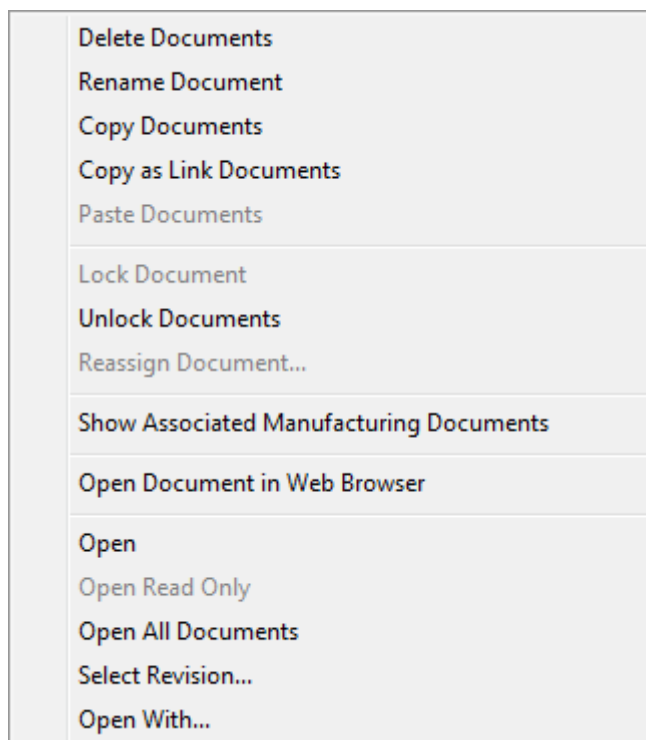 Delete Documents
Rename Document
Copy Documents
Copy as Link Documents
Paste Documents
Lock Document
Unlock Documents
Reassign Document...
Show Associated Manufacturing Documents
Open Document in Web Browser
Open
Open Read Only
Open All Documents
Select Revision...
Open With...